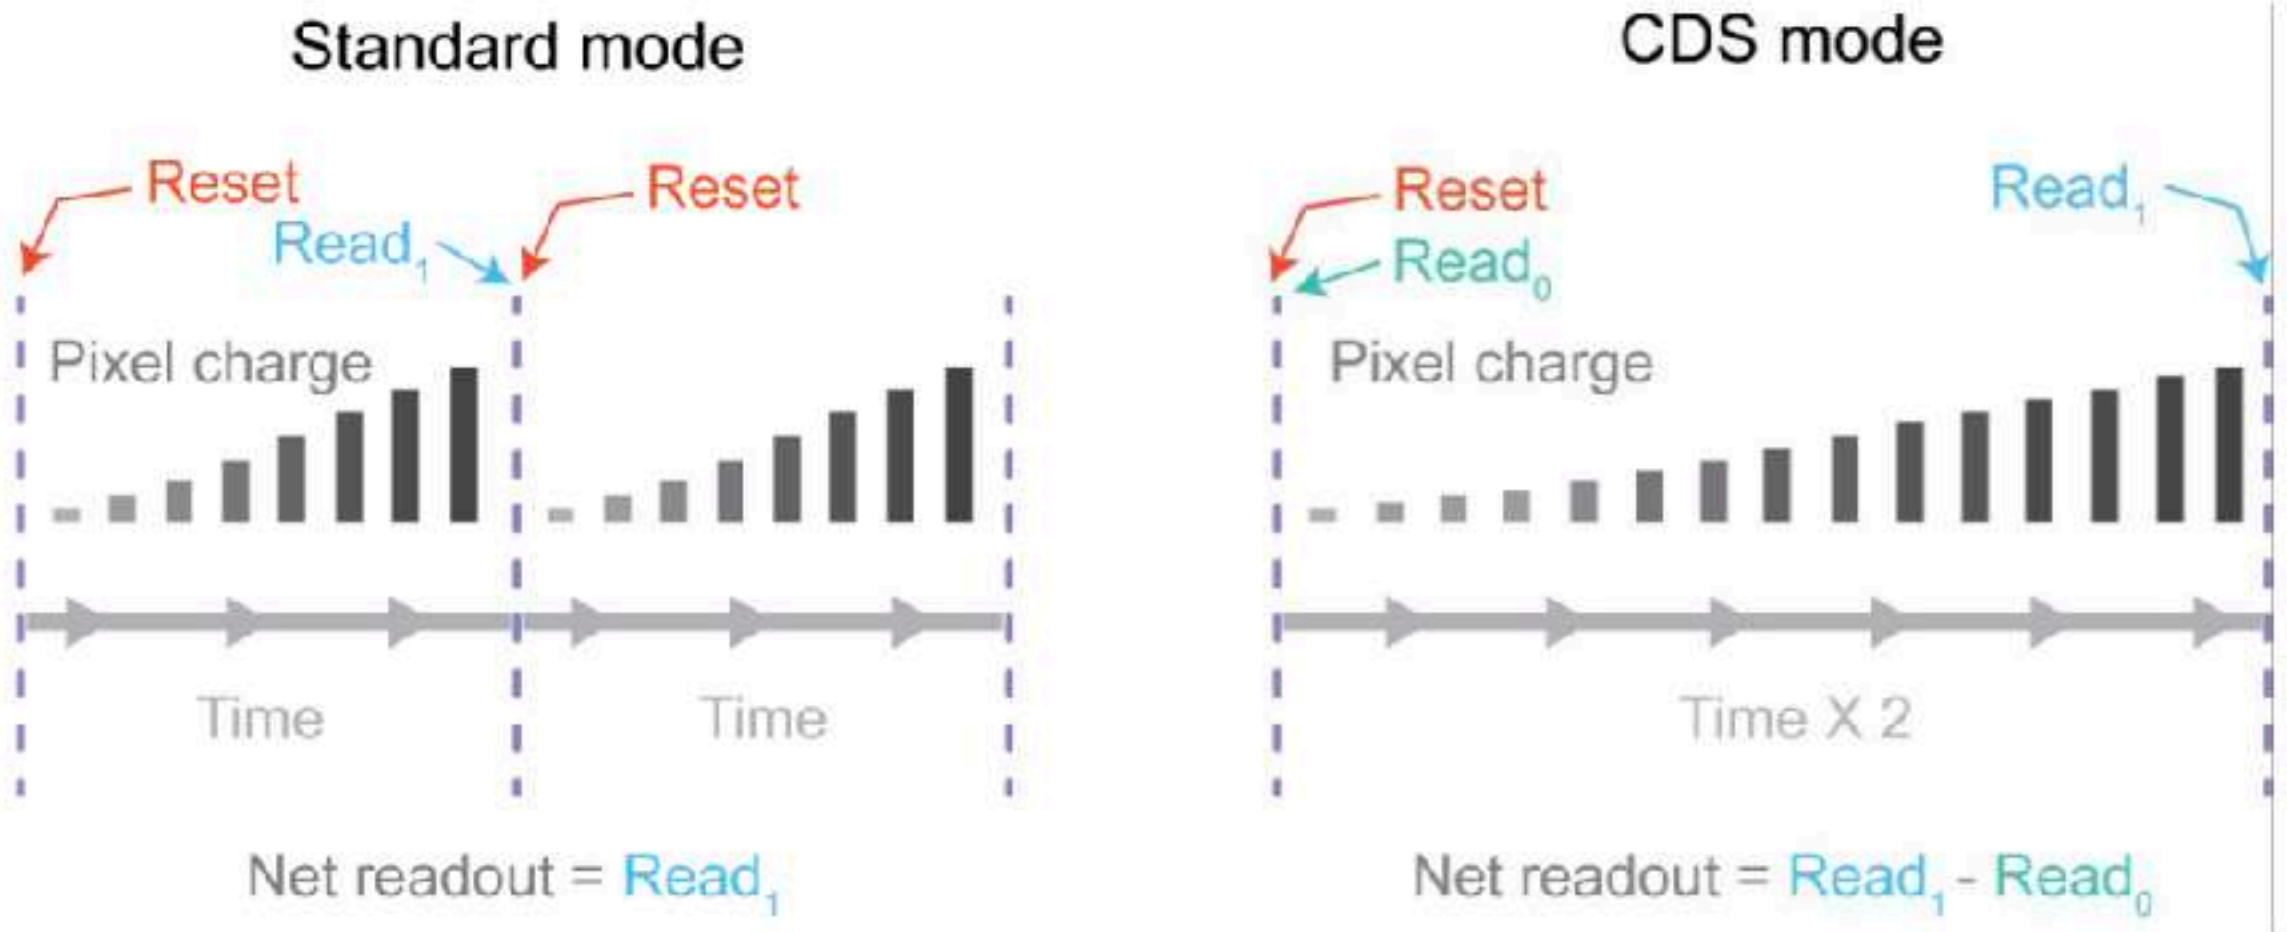 Standard mode
Reset
Read₁
Reset
Pixel charge
Time
Time
Net readout = Read₁
CDS mode
Reset
Read₀
Read₁
Pixel charge
Time X 2
Net readout = Read₁ - Read₀